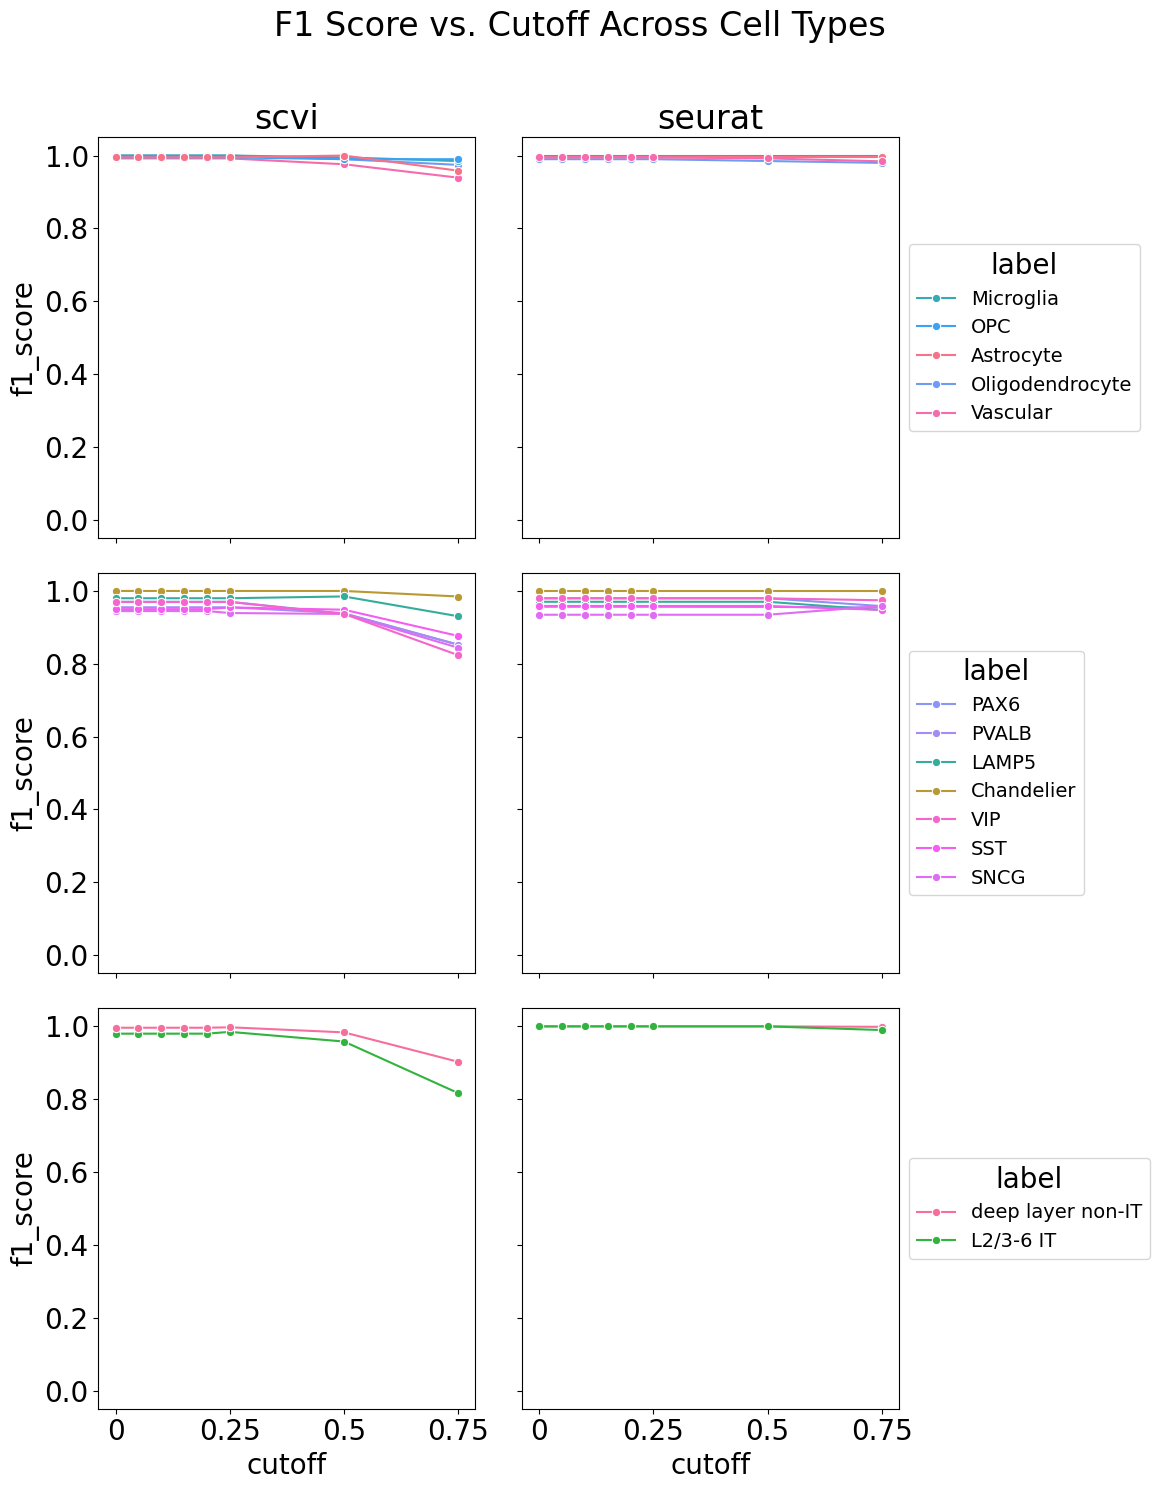 F1 Score vs. Cutoff Across Cell Types
scvi
seurat
1.0
0.8
0.6
0.4
0.2
0.0
f1_score
label
Microglia
OPC
Astrocyte
Oligodendrocyte
Vascular
1.0
0.8
0.6
0.4
0.2
0.0
f1_score
label
PAX6
PVALB
LAMP5
Chandelier
VIP
SST
SNCG
1.0
0.8
0.6
0.4
0.2
0.0
f1_score
label
deep layer non-IT
L2/3-6 IT
0 0.25 0.5 0.75
cutoff
0 0.25 0.5 0.75
cutoff